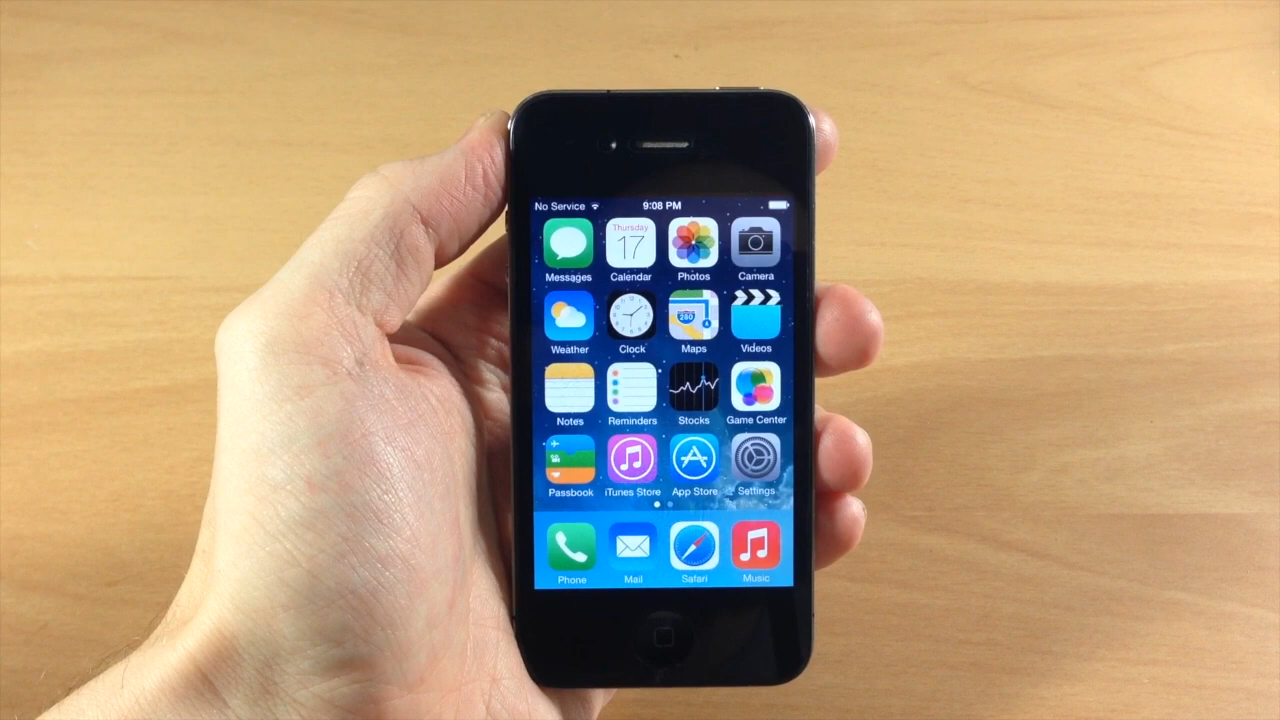 No Service 9:08 PM
Thursday
17
Messages Calendar Photos Camera
280
Weather Clock Maps Videos
Notes Reminders Stocks Game Center
Passbook iTunes Store App Store Settings
Phone Mail Safari Music